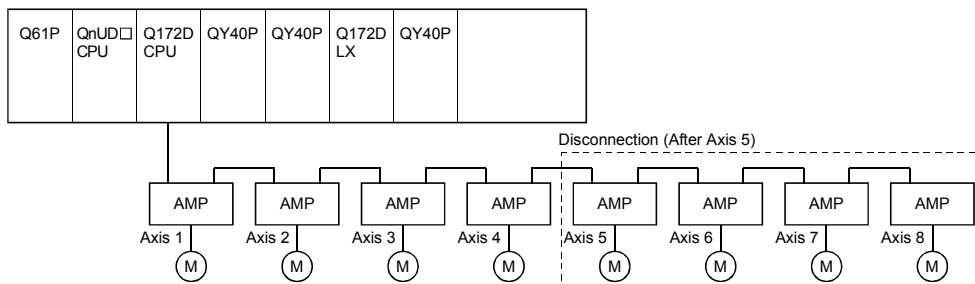 Q61P QnUD□ Q172D QY40P QY40P Q172D QY40P
CPU CPU LX
Disconnection (After Axis 5)
AMP AMP AMP AMP AMP AMP AMP AMP
Axis 1 Axis 2 Axis 3 Axis 4 Axis 5 Axis 6 Axis 7 Axis 8
M M M M M M M M